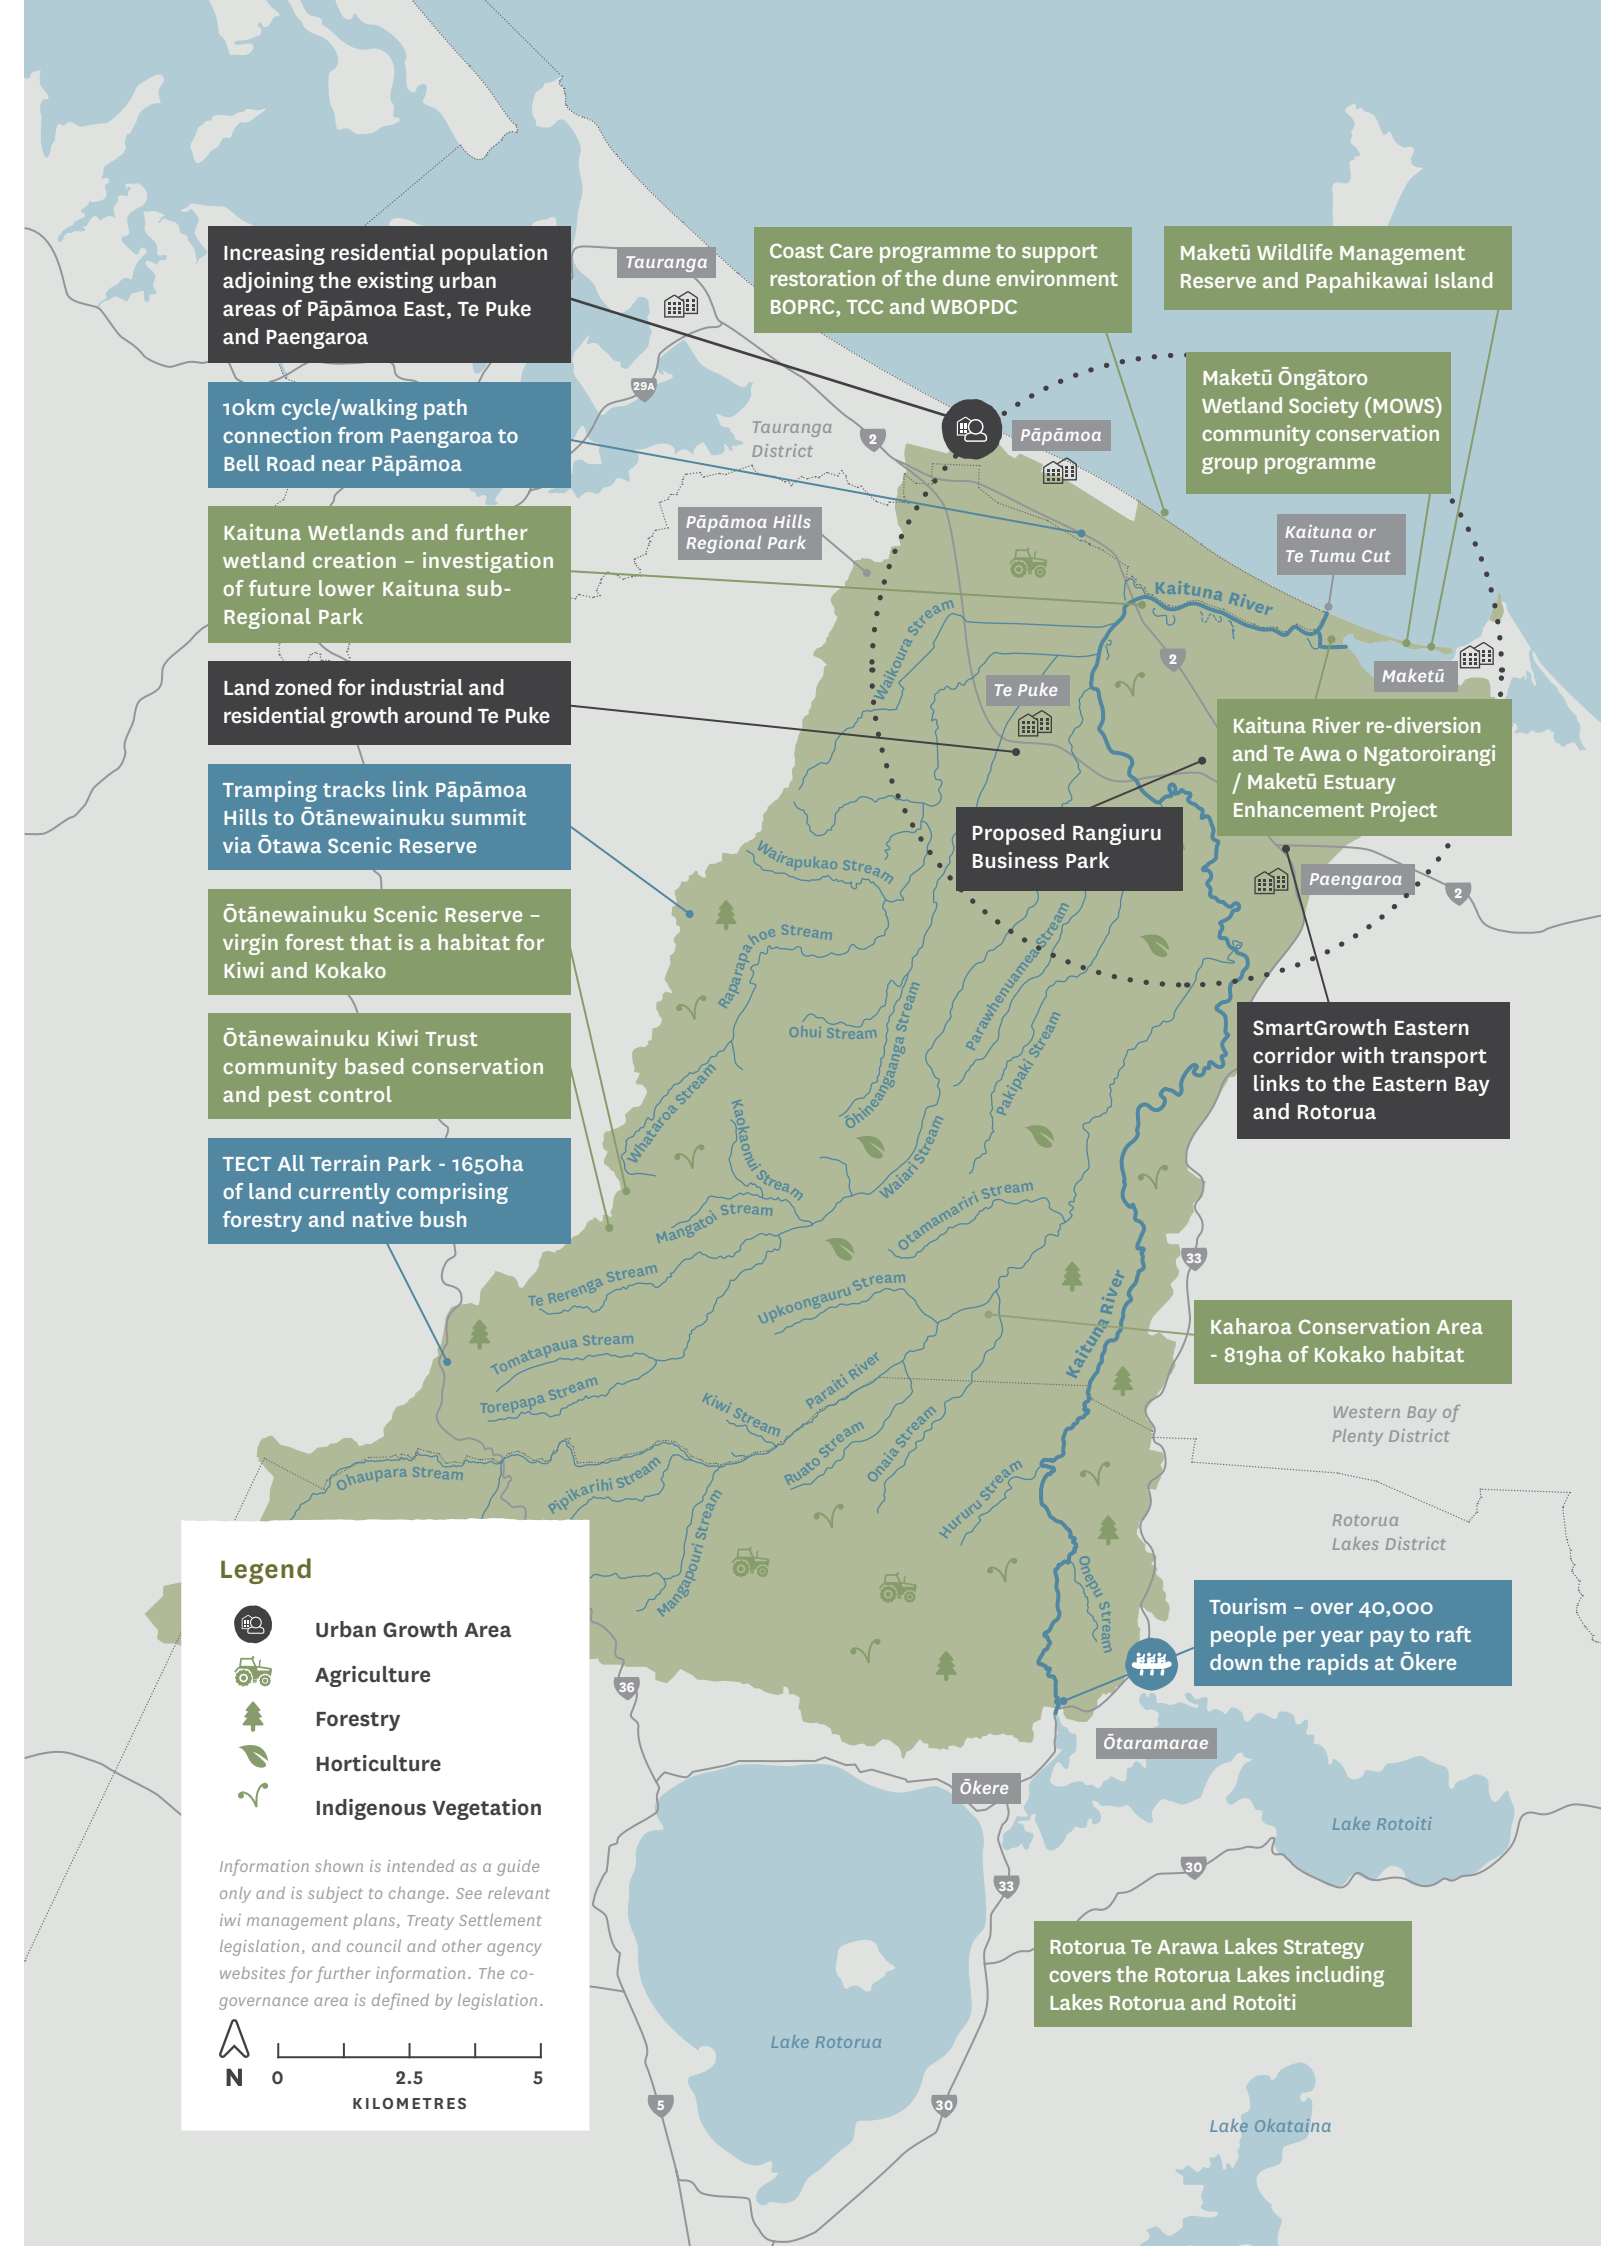 Increasing residential population
adjoining the existing urban
areas of Pāpāmoa East, Te Puke
and Paengaroa
10km cycle/walking path
connection from Paengaroa to
Bell Road near Pāpāmoa
Kaituna Wetlands and further
wetland creation – investigation
of future lower Kaituna sub-
Regional Park
Land zoned for industrial and
residential growth around Te Puke
Tramping tracks link Pāpāmoa
Hills to Ōtānewainuku summit
via Ōtawa Scenic Reserve
Ōtānewainuku Scenic Reserve –
virgin forest that is a habitat for
Kiwi and Kokako
Ōtānewainuku Kiwi Trust
community based conservation
and pest control
TECT All Terrain Park - 1650ha
of land currently comprising
forestry and native bush
Tauranga
29A
Tauranga
District
2
Pāpāmoa Hills
Regional Park
Coast Care programme to support
restoration of the dune environment
BOPRC, TCC and WBOPDC
Maketū Wildlife Management
Reserve and Papahikawai Island
Maketū Ōngātoro
Wetland Society (MOWS)
community conservation
group programme
Pāpāmoa
Kaituna or
Te Tumu Cut
Kaituna River
Waikoura Stream
2
Maketū
Te Puke
Kaituna River re-diversion
and Te Awa o Ngatoroirangi
/ Maketū Estuary
Enhancement Project
Proposed Rangiuru
Business Park
Paengaroa
2
Wairapukao Stream
Raparapahoe Stream
Ohui Stream
Ōhineangaanga Stream
Parawhenuamea Stream
Pakipaki Stream
SmartGrowth Eastern
corridor with transport
links to the Eastern Bay
and Rotorua
Whataroa Stream
Kaokaonui Stream
Waiari Stream
Mangatoi Stream
Otamamariri Stream
33
Te Rerenga Stream
Upkoongauru Stream
Kaituna River
Kaharoa Conservation Area
- 819ha of Kokako habitat
Tomatapaua Stream
Torepapa Stream
Kiwi Stream
Paraiti River
Ruato Stream
Onaia Stream
Western Bay of
Plenty District
Ohaupara Stream
Pipikarihi Stream
Mangapouri Stream
Hururu Stream
Onepu Stream
Rotorua
Lakes District
Tourism – over 40,000
people per year pay to raft
down the rapids at Ōkere
36
Ōtaramarae
Ōkere
Lake Rotoiti
30
33
Rotorua Te Arawa Lakes Strategy
covers the Rotorua Lakes including
Lakes Rotorua and Rotoiti
Lake Rotorua
5
30
Lake Okataina
Legend
Urban Growth Area
Agriculture
Forestry
Horticulture
Indigenous Vegetation
Information shown is intended as a guide
only and is subject to change. See relevant
iwi management plans, Treaty Settlement
legislation, and council and other agency
websites for further information. The co-
governance area is defined by legislation.
N
0 2.5 5
KILOMETRES